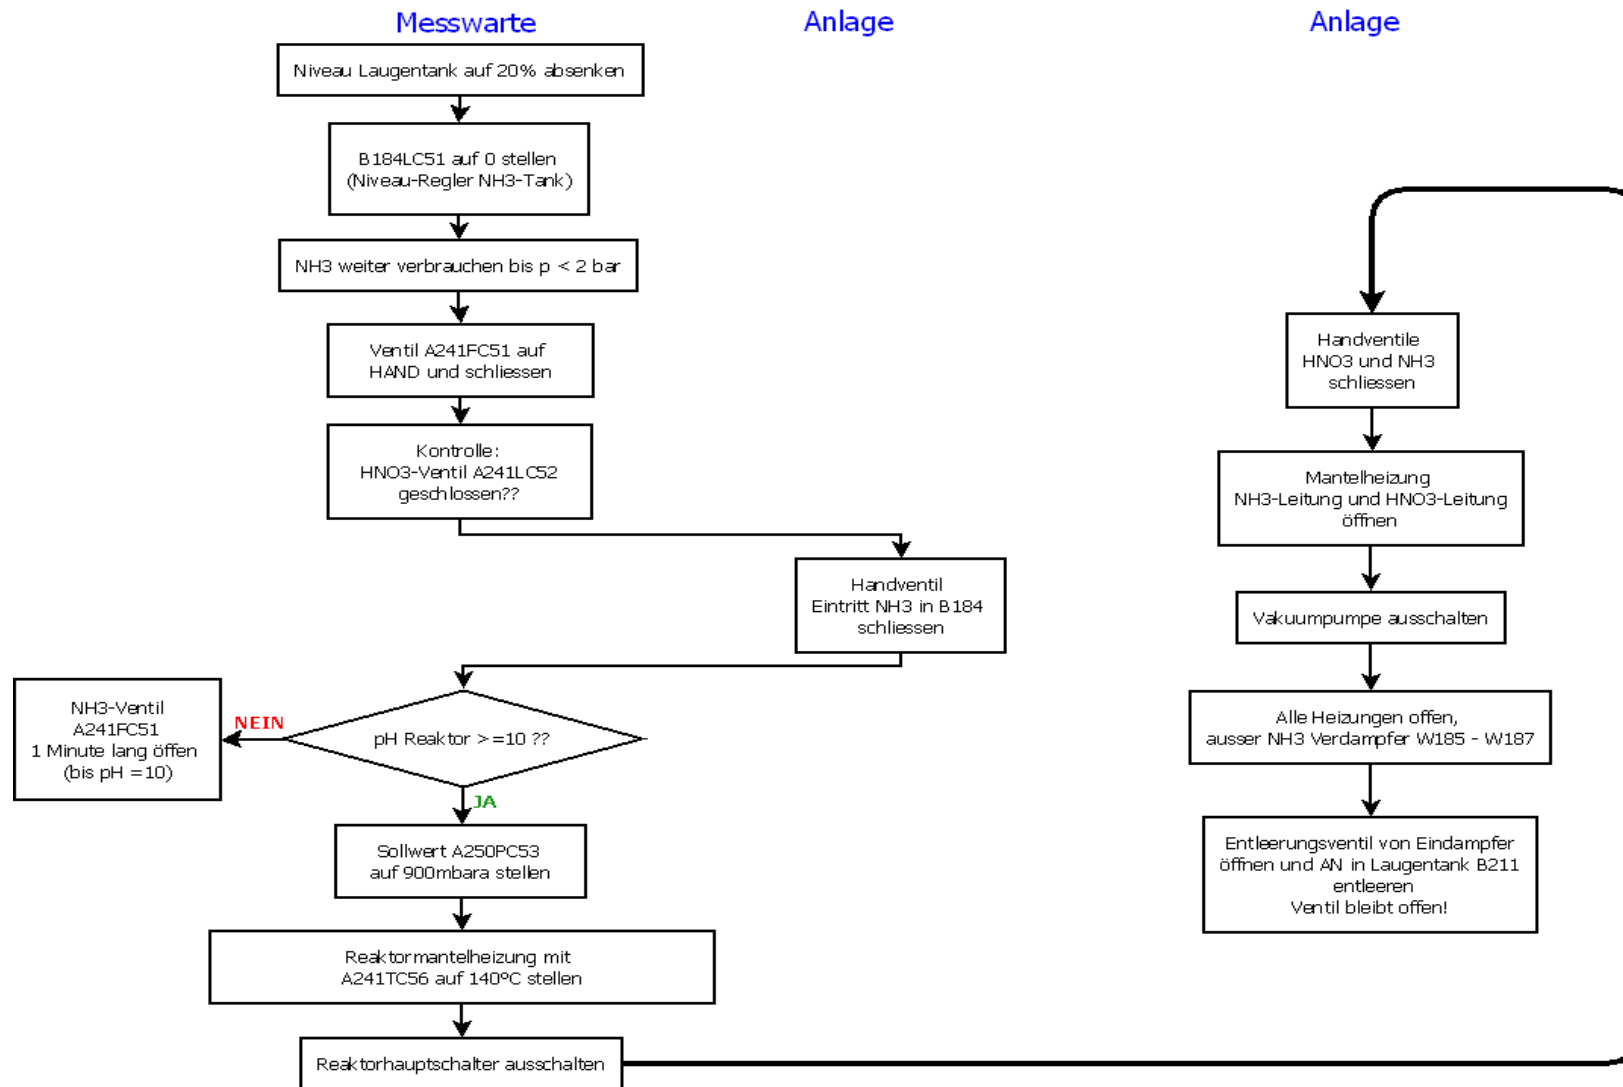 Messwarte
Anlage
Anlage
Niveau Laugentank auf 20% absenken
B184LC51 auf 0 stellen
(Niveau-Regler NH3-Tank)
NH3 weiter verbrauchen bis p < 2 bar
Ventil A241FC51 auf
HAND und schliessen
Kontrolle:
HNO3-Ventil A241LC52
geschlossen??
Handventil
Eintritt NH3 in B184
schliessen
pH Reaktor >=10 ??
NEIN
NH3-Ventil
A241FC51
1 Minute lang öffen
(bis pH =10)
JA
Sollwert A250PC53
auf 900mbara stellen
Reaktormantelheizung mit
A241TC56 auf 140ºC stellen
Reaktorhauptschalter ausschalten
Handventile
HNO3 und NH3
schliessen
Mantelheizung
NH3-Leitung und HNO3-Leitung
öffnen
Vakuumpumpe ausschalten
Alle Heizungen offen,
ausser NH3 Verdampfer W185 - W187
Entleerungsventil von Eindampfer
öffnen und AN in Laugentank B211
entleeren
Ventil bleibt offen!